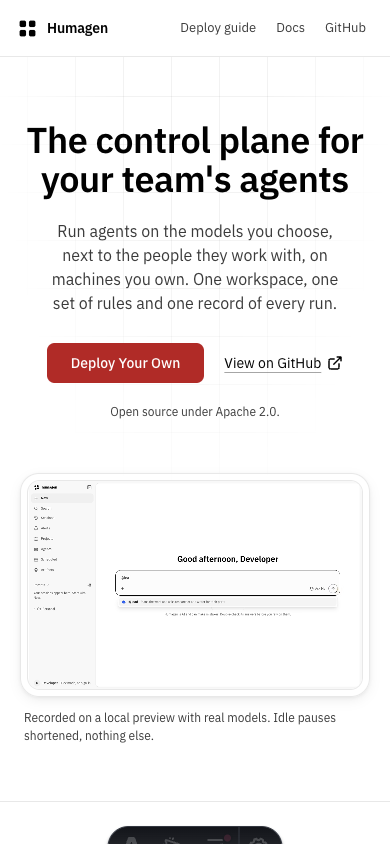 Humagen
Deploy guide
Docs
GitHub
The control plane for
your team's agents
Run agents on the models you choose,
next to the people they work with, on
machines you own. One workspace, one
set of rules and one record of every run.
Deploy Your Own
View on GitHub
Open source under Apache 2.0.
humagen
New
Scheduled
Good afternoon, Developer
Recorded on a local preview with real models. Idle pauses
shortened, nothing else.